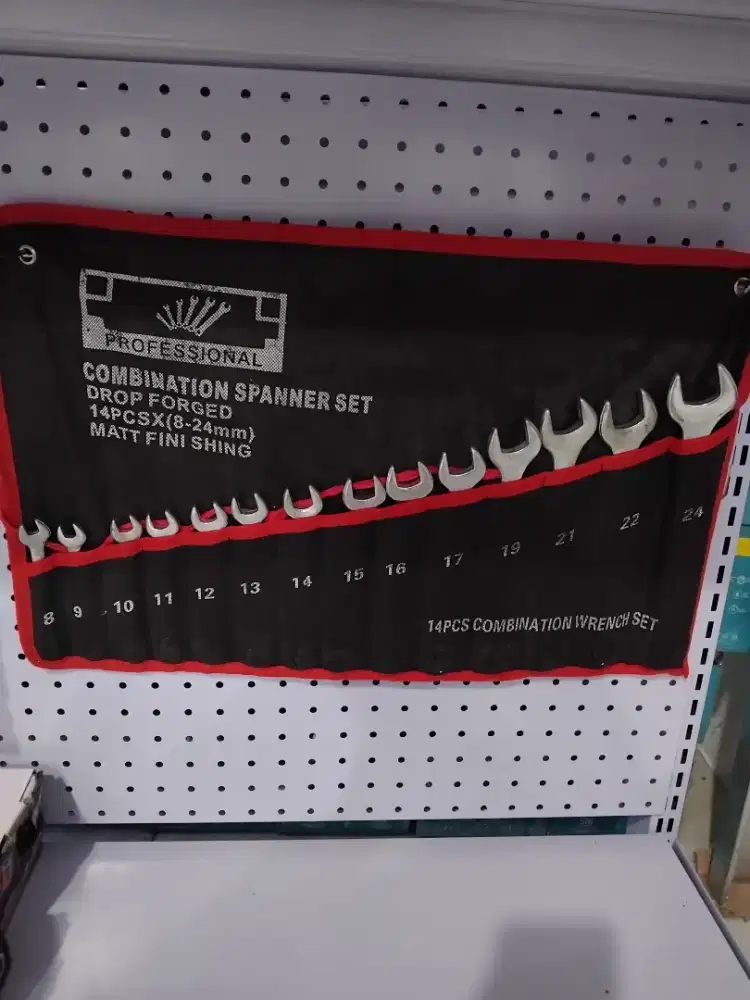 PROFESSIONAL
COMBINATION SPANNER SET
DROP FORGED
14PCSX(8-24mm)
MATT FINI SHING
8 9 10 11 12 13 14 15 16 17 19 21 22 24
14PCS COMBINATION WRENCH SET